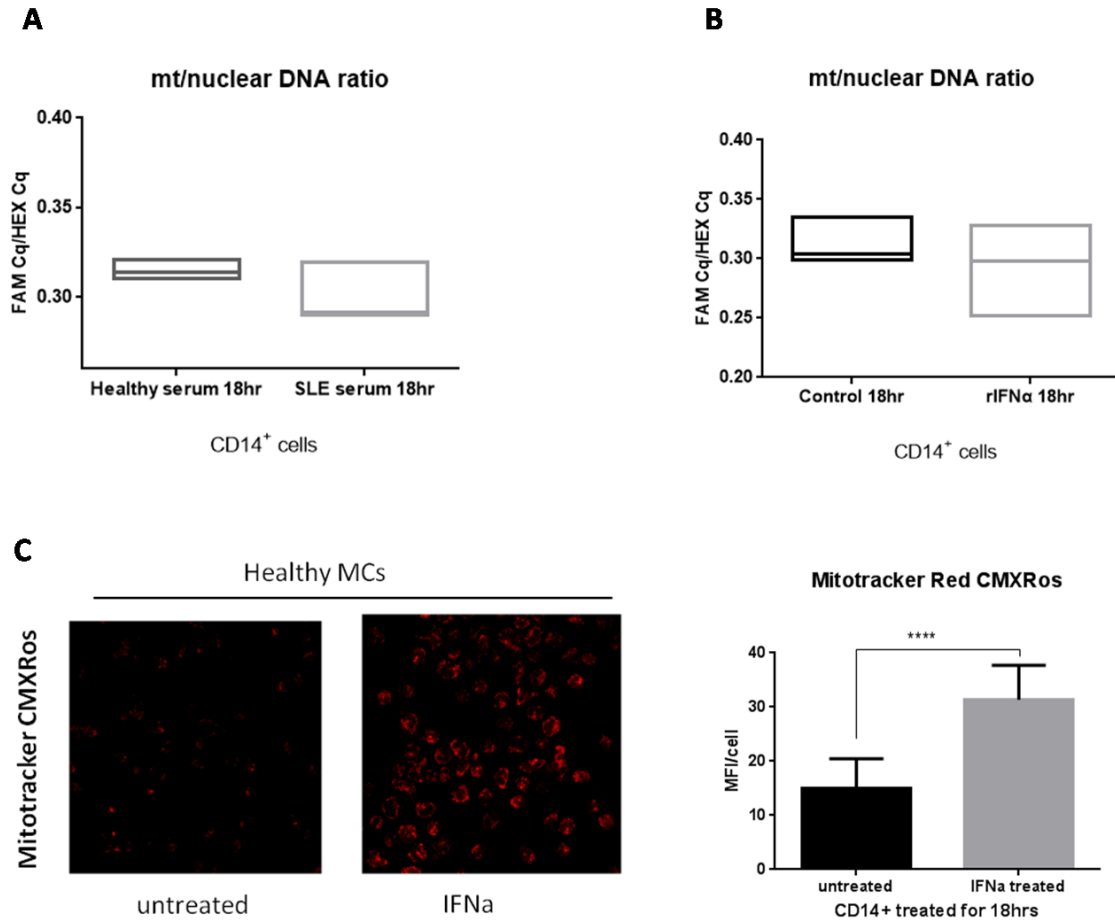 A
mt/nuclear DNA ratio
FAM Cq/HEX Cq
0.40
0.35
0.30
Healthy serum 18hr
SLE serum 18hr
CD14⁺ cells
B
mt/nuclear DNA ratio
FAM Cq/HEX Cq
0.40
0.35
0.30
0.25
0.20
Control 18hr
rIFNα 18hr
CD14⁺ cells
C
Healthy MCs
Mitotracker CMXRos
untreated
IFNa
Mitotracker Red CMXRos
****
MFI/cell
40
30
20
10
0
untreated
IFNa treated
CD14+ treated for 18hrs